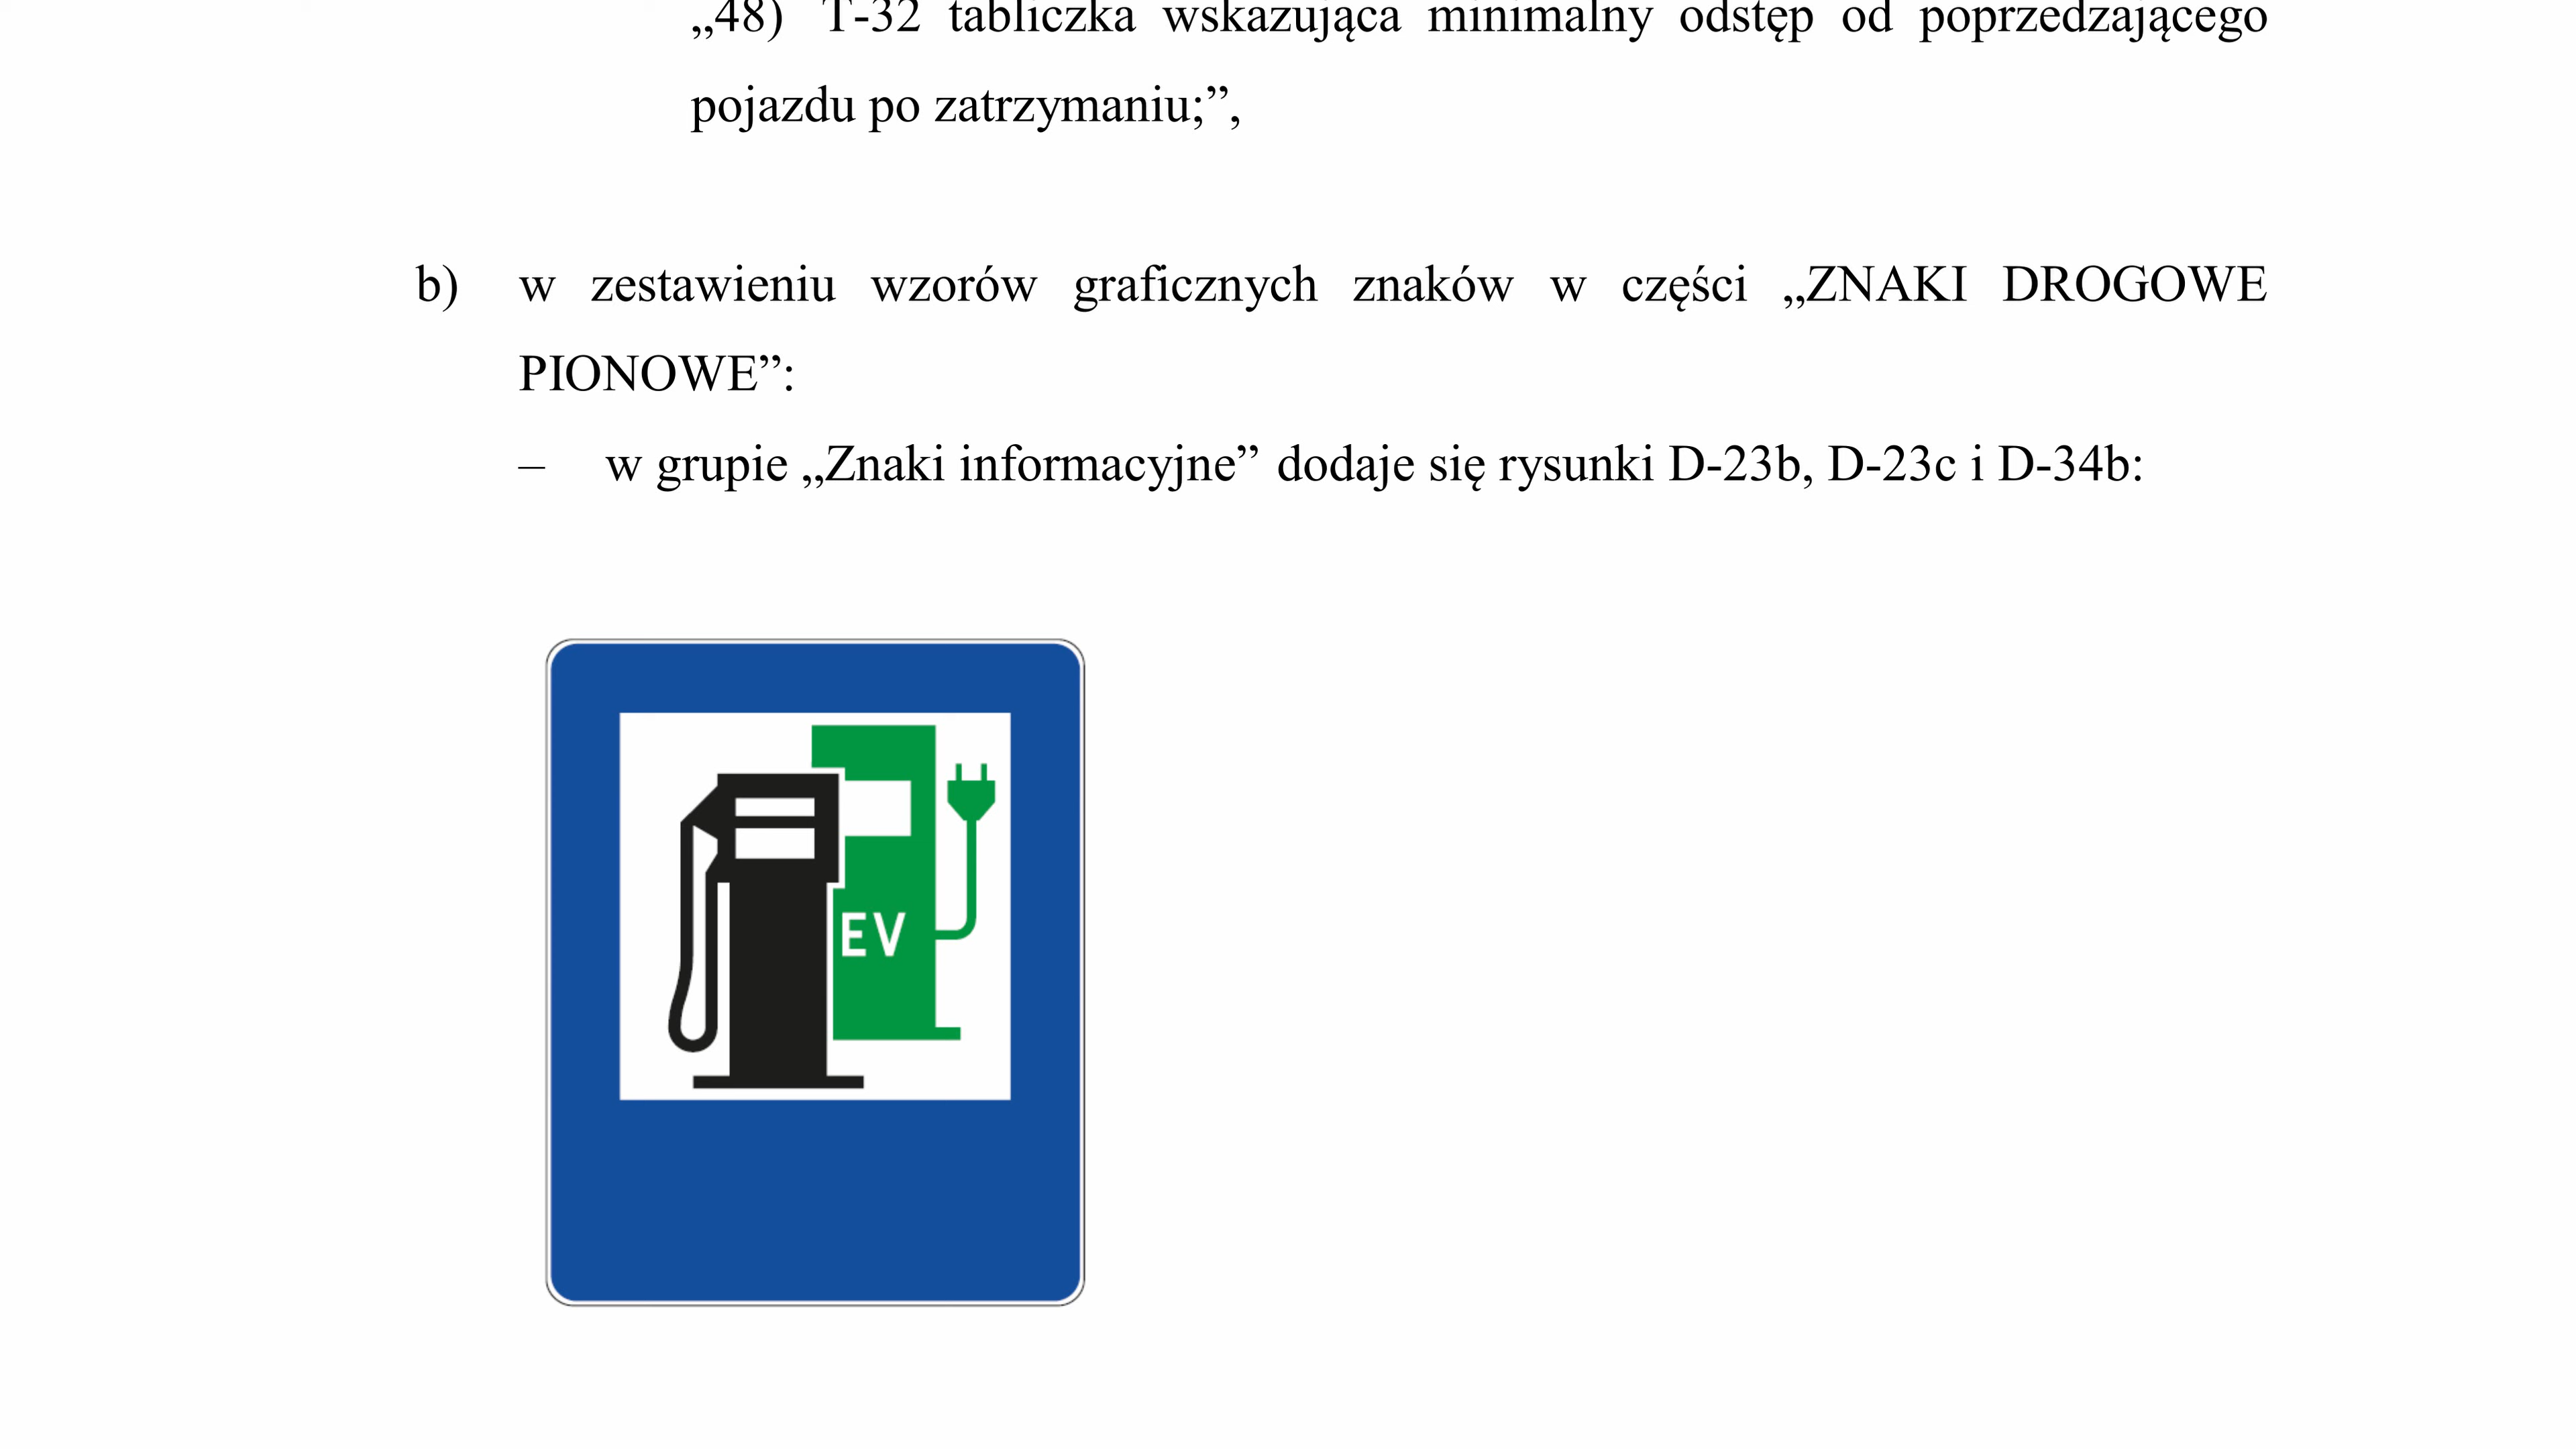 „48) T-32 tabliczka wskazująca minimalny odstęp od poprzedzającego
pojazdu po zatrzymaniu;”,
b) w zestawieniu wzorów graficznych znaków w części „ZNAKI DROGOWE
PIONOWE”:
– w grupie „Znaki informacyjne” dodaje się rysunki D-23b, D-23c i D-34b:
EV